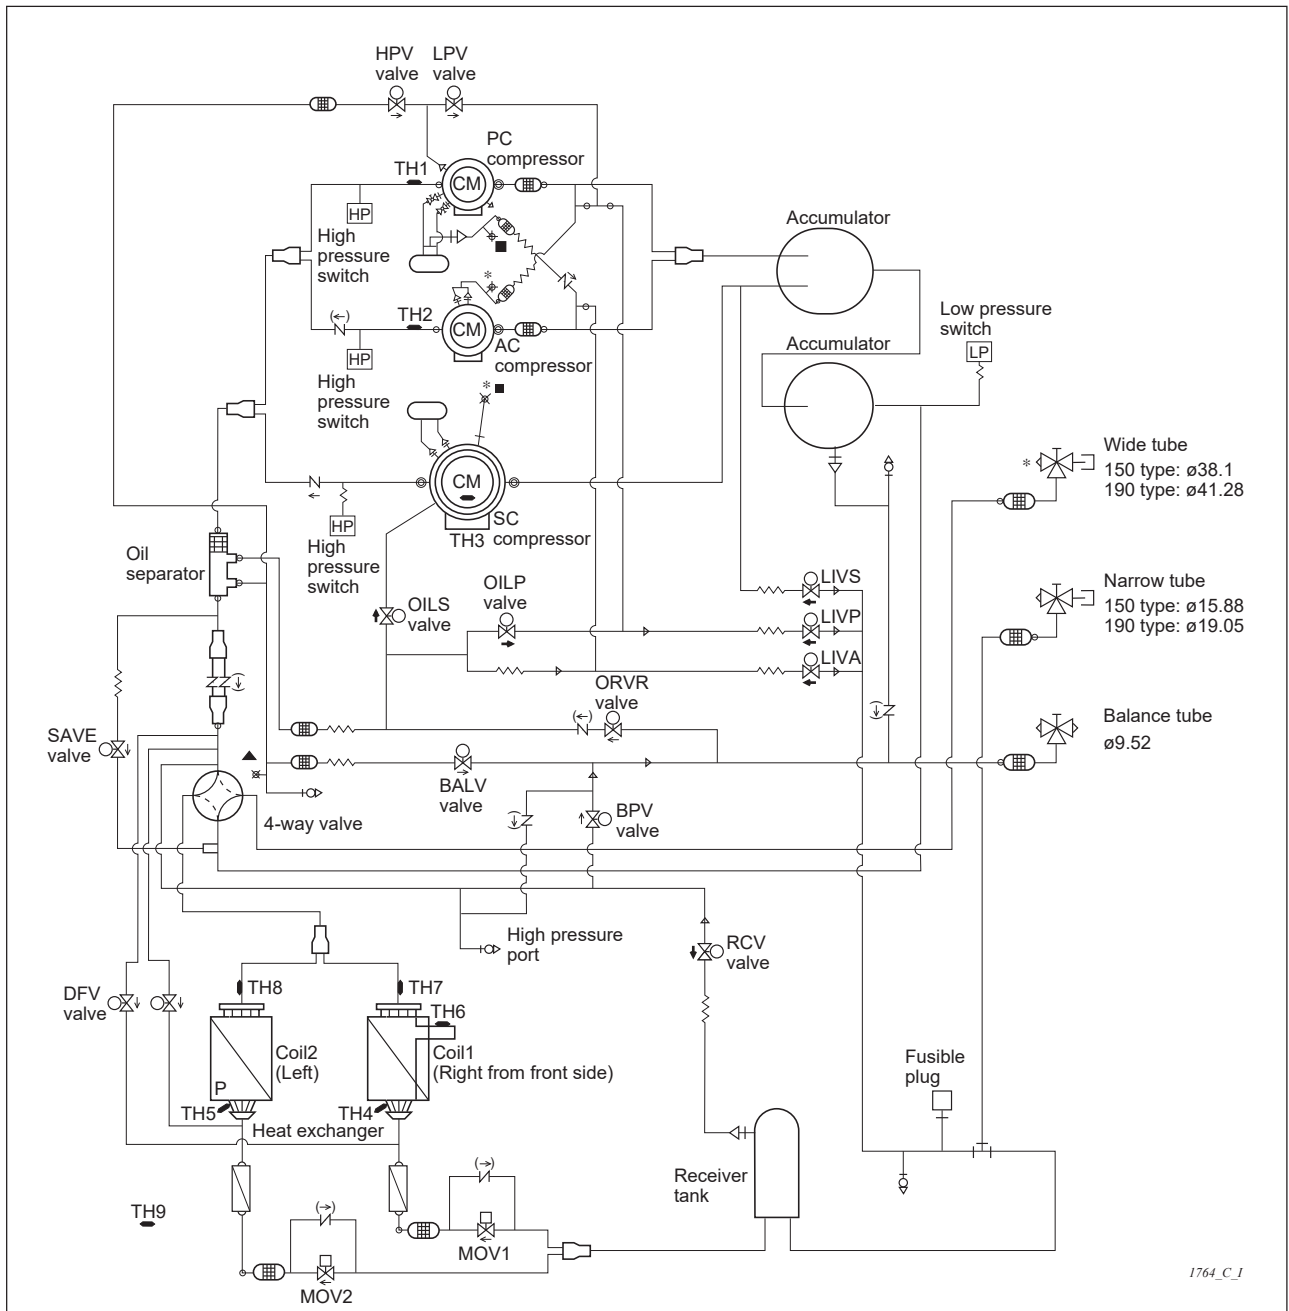 HPV
valve
LPV
valve
PC
compressor
TH1
CM
HP
High
pressure
switch
Accumulator
*
TH2
CM
AC
compressor
HP
High
pressure
switch
Low pressure
switch
LP
Accumulator
*
Wide tube
150 type: ø38.1
190 type: ø41.28
*
CM
SC
compressor
TH3
HP
High
pressure
switch
Oil
separator
OILS
valve
OILP
valve
LIVS
LIVP
LIVA
Narrow tube
150 type: ø15.88
190 type: ø19.05
ORVR
valve
SAVE
valve
BALV
valve
BPV
valve
Balance tube
ø9.52
4-way valve
High pressure
port
RCV
valve
DFV
valve
TH8
TH7
TH6
Coil2
(Left)
P
Coil1
(Right from front side)
TH5
TH4
Heat exchanger
Fusible
plug
Receiver
tank
TH9
MOV1
MOV2
1764_C_I